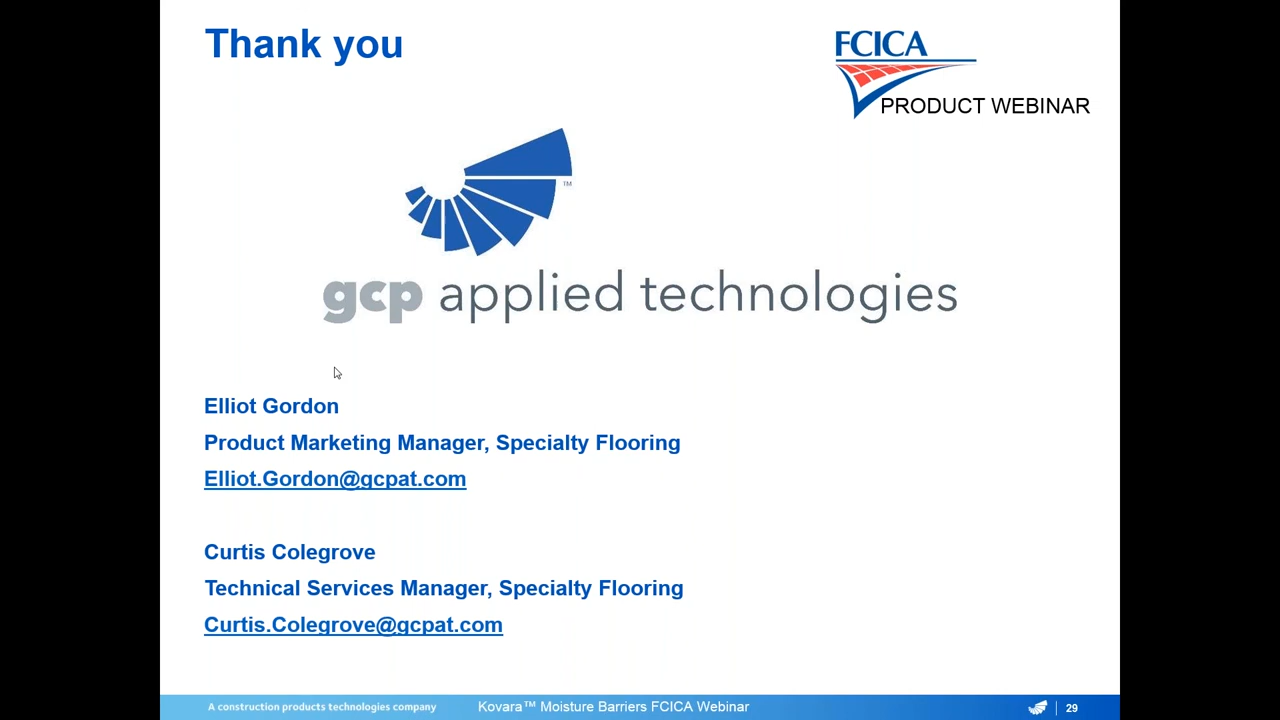 Thank you
FCICA
PRODUCT WEBINAR
™
gcp applied technologies
Elliot Gordon
Product Marketing Manager, Specialty Flooring
Elliot.Gordon@gcpat.com
Curtis Colegrove
Technical Services Manager, Specialty Flooring
Curtis.Colegrove@gcpat.com
A construction products technologies company
Kovara™ Moisture Barriers FCICA Webinar
29